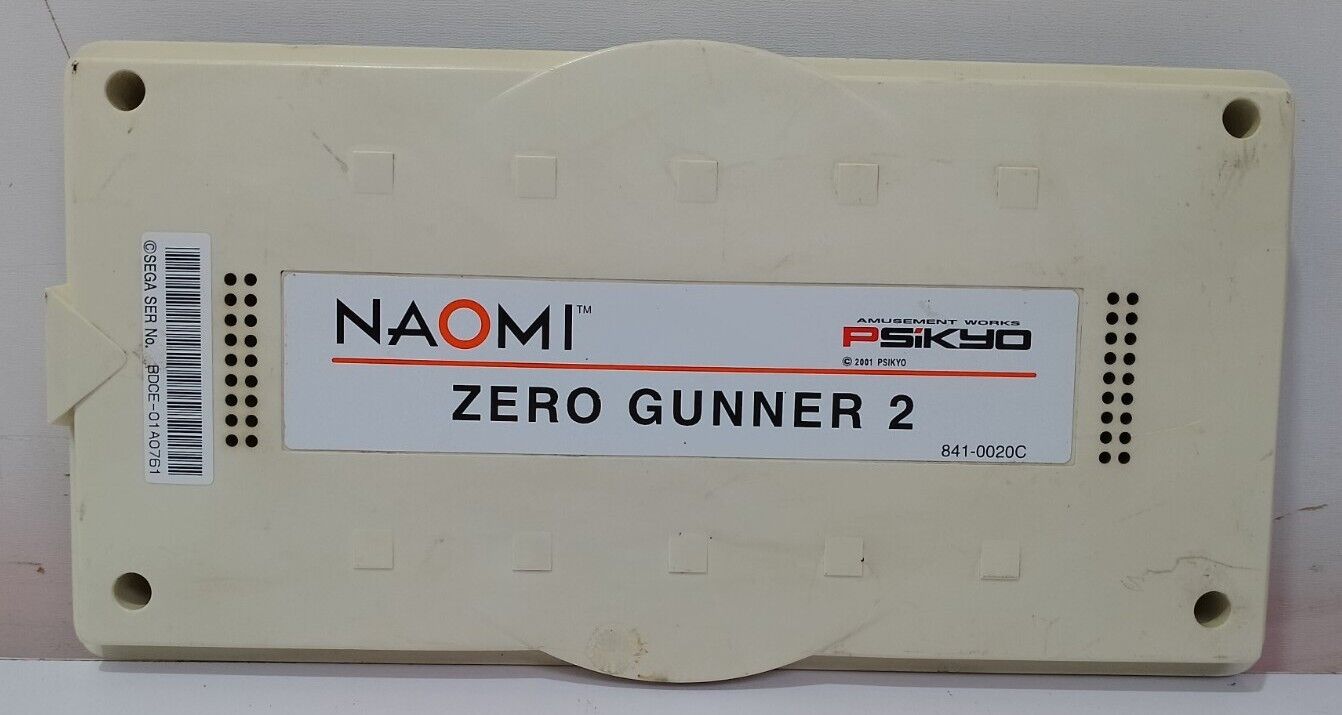 ©SEGA SER No. BDCE-01A0761
NAOMI™
AMUSEMENT WORKS
PSiKYO
© 2001 PSIKYO
ZERO GUNNER 2
841-0020C